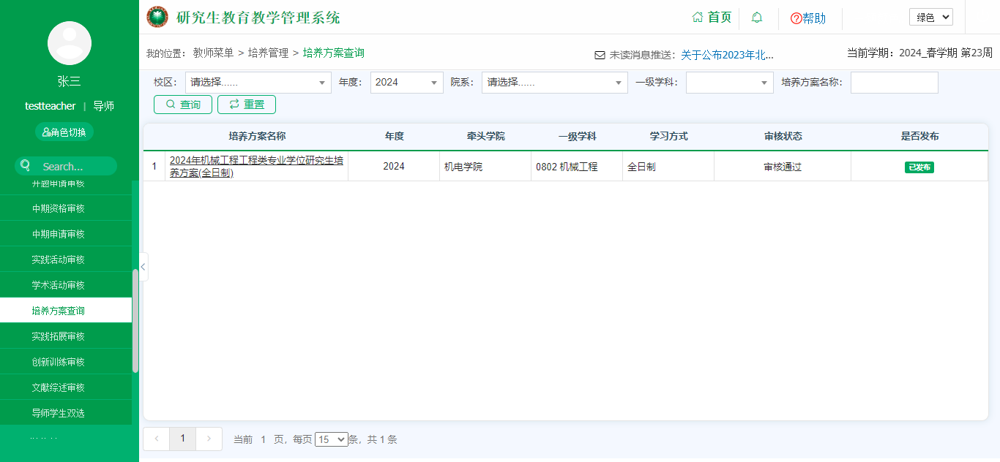 研究生教育教学管理系统
首页
帮助
绿色
张三
testteacher | 导师
角色切换
Search...
开题申请审核
中期资格审核
中期申请审核
实践活动审核
学术活动审核
培养方案查询
实践拓展审核
创新训练审核
文献综述审核
导师学生双选
我的位置： 教师菜单 > 培养管理 > 培养方案查询
未读消息推送： 关于公布2023年北...
当前学期：2024_春学期 第23周
校区： 请选择...... 年度： 2024 院系： 请选择...... 一级学科： 培养方案名称：
查询 重置
培养方案名称 年度 牵头学院 一级学科 学习方式 审核状态 是否发布
1 2024年机械工程工程类专业学位研究生培
养方案(全日制) 2024 机电学院 0802 机械工程 全日制 审核通过 已发布
< 1 > 当前 1 页，每页 15 条，共 1 条